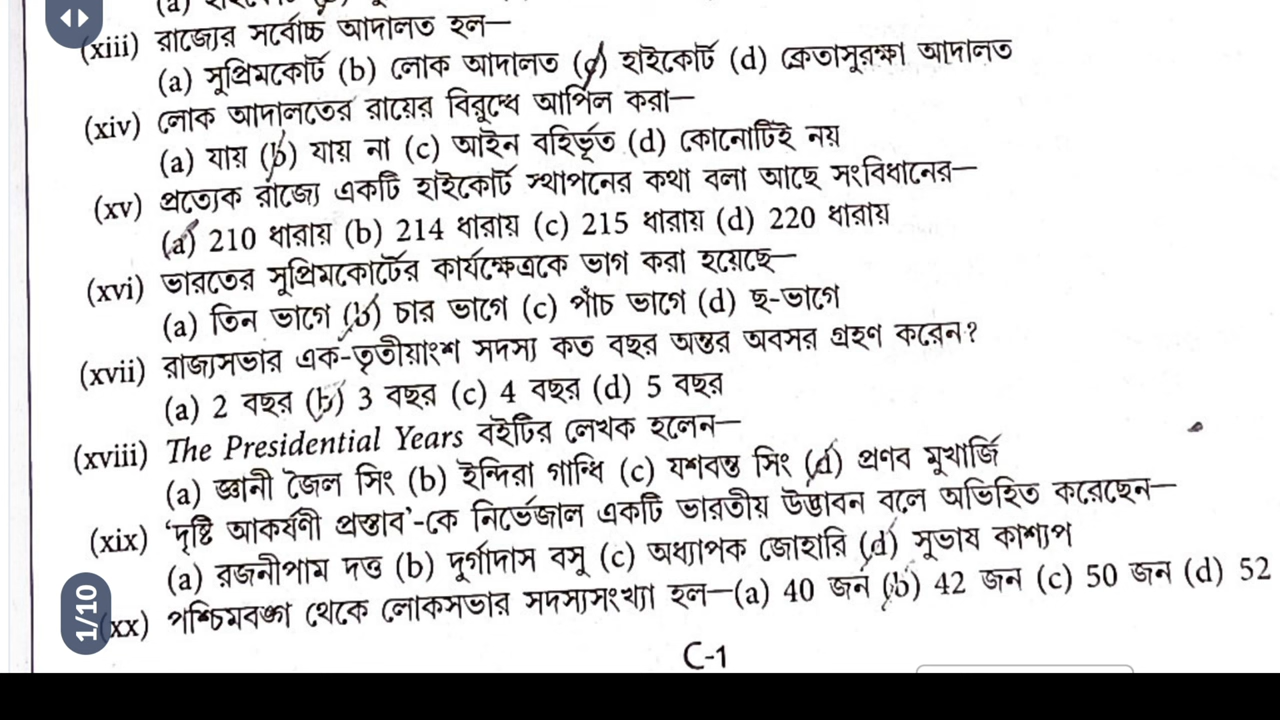 (xiii) রাজ্যের সর্বোচ্চ আদালত হল—
(a) সুপ্রিমকোর্ট (b) লোক আদালত (c) হাইকোর্ট (d) ক্রেতাসুরক্ষা আদালত
(xiv) লোক আদালতের রায়ের বিরুদ্ধে আপিল করা—
(a) যায় (b) যায় না (c) আইন বহির্ভূত (d) কোনোটিই নয়
(xv) প্রত্যেক রাজ্যে একটি হাইকোর্ট স্থাপনের কথা বলা আছে সংবিধানের—
(a) 210 ধারায় (b) 214 ধারায় (c) 215 ধারায় (d) 220 ধারায়
(xvi) ভারতের সুপ্রিমকোর্টের কার্যক্ষেত্রকে ভাগ করা হয়েছে—
(a) তিন ভাগে (b) চার ভাগে (c) পাঁচ ভাগে (d) ছ-ভাগে
(xvii) রাজ্যসভার এক-তৃতীয়াংশ সদস্য কত বছর অন্তর অবসর গ্রহণ করেন?
(a) 2 বছর (b) 3 বছর (c) 4 বছর (d) 5 বছর
(xviii) The Presidential Years বইটির লেখক হলেন—
(a) জ্ঞানী জৈল সিং (b) ইন্দিরা গান্ধি (c) যশবন্ত সিং (d) প্রণব মুখার্জি
(xix) ‘দৃষ্টি আকর্ষণী প্রস্তাব’-কে নির্ভেজাল একটি ভারতীয় উদ্ভাবন বলে অভিহিত করেছেন—
(a) রজনীপাম দত্ত (b) দুর্গাদাস বসু (c) অধ্যাপক জোহারি (d) সুভাষ কাশ্যপ
xx) পশ্চিমবঙ্গ থেকে লোকসভার সদস্যসংখ্যা হল—(a) 40 জন (b) 42 জন (c) 50 জন (d) 52
C-1
1/10